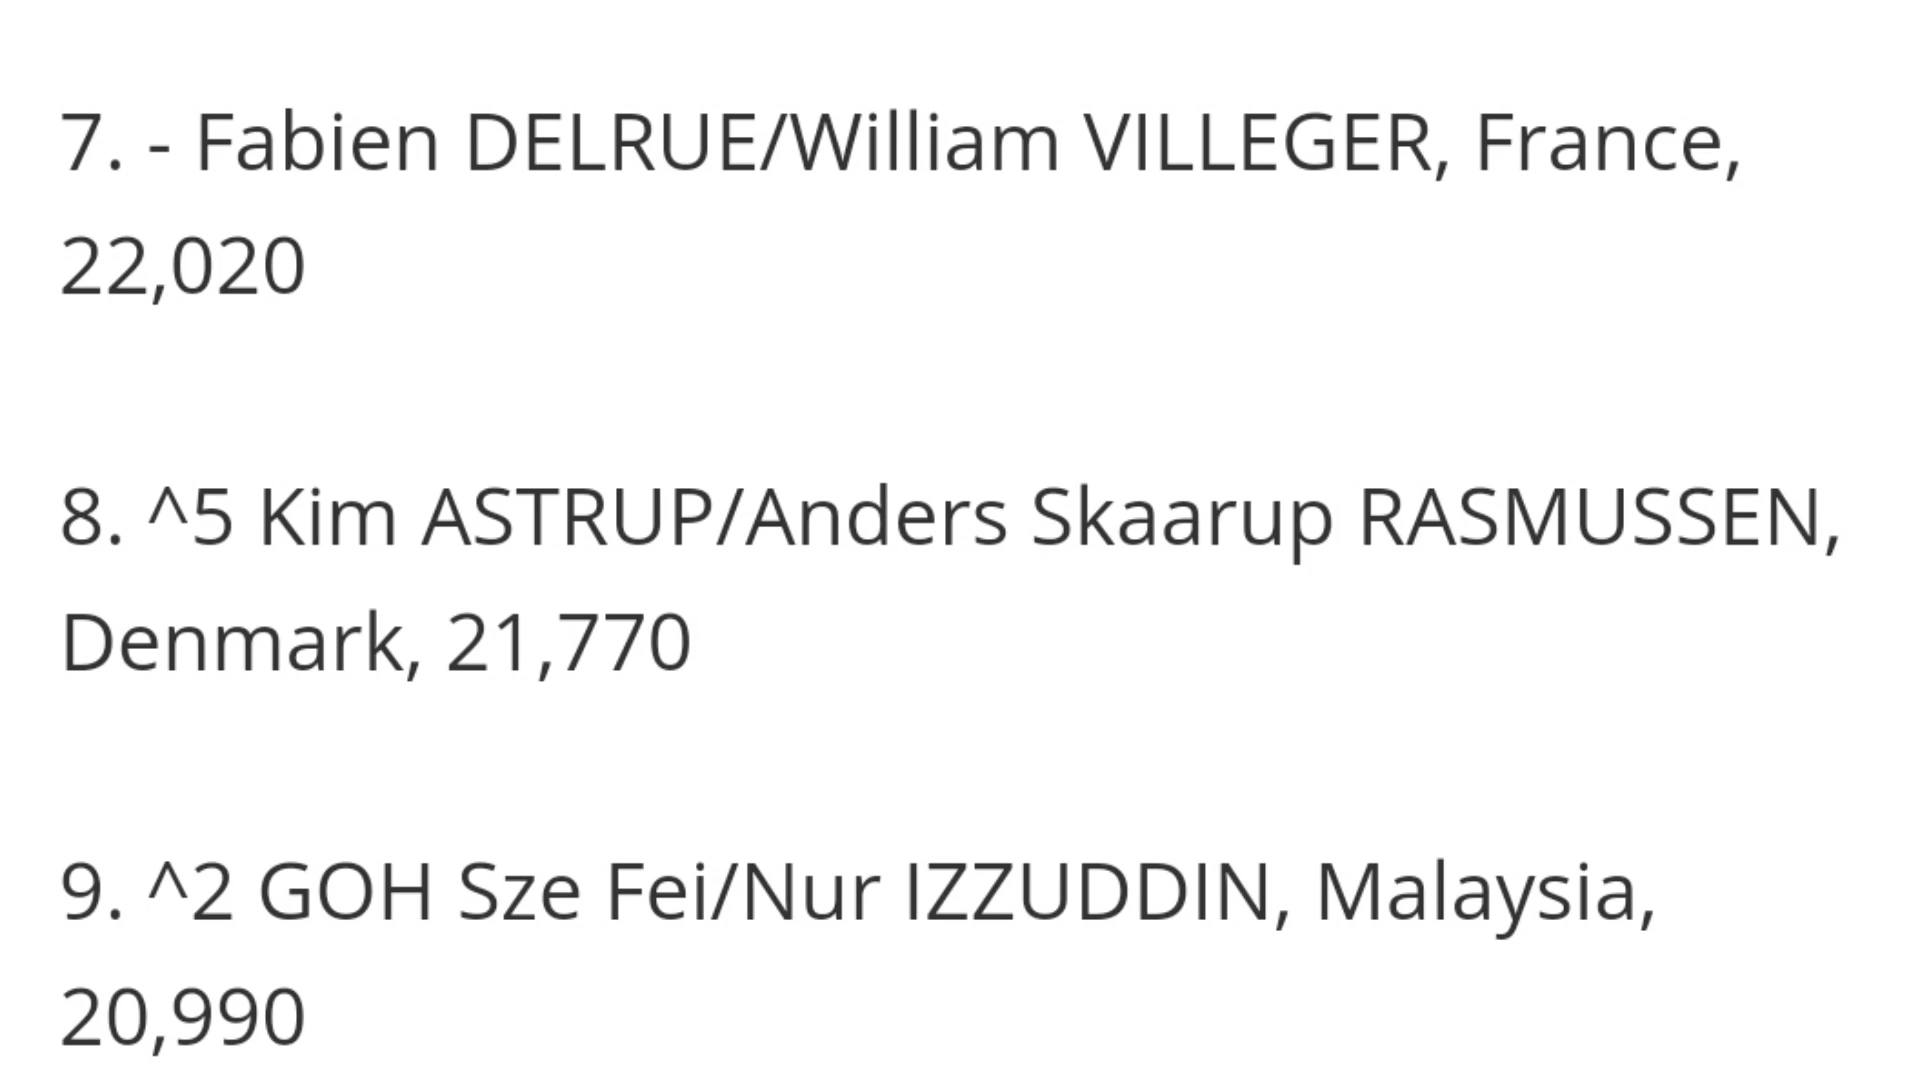 7. - Fabien DELRUE/William VILLEGER, France,
22,020
8. ^5 Kim ASTRUP/Anders Skaarup RASMUSSEN,
Denmark, 21,770
9. ^2 GOH Sze Fei/Nur IZZUDDIN, Malaysia,
20,990